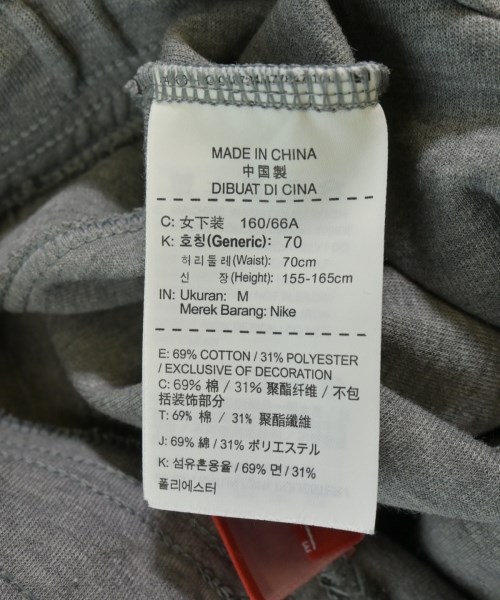 MADE IN CHINA
中国製
DIBUAT DI CINA
C: 女下装 160/66A
K: 호칭(Generic): 70
허리둘레(Waist): 70cm
신 장(Height): 155-165cm
IN: Ukuran: M
Merek Barang: Nike
E: 69% COTTON / 31% POLYESTER
/ EXCLUSIVE OF DECORATION
C: 69% 棉 / 31% 聚酯纤维 / 不包
括装饰部分
T: 69% 棉 / 31% 聚酯纖維
J: 69% 綿 / 31% ポリエステル
K: 섬유혼용율 / 69% 면 / 31%
폴리에스터